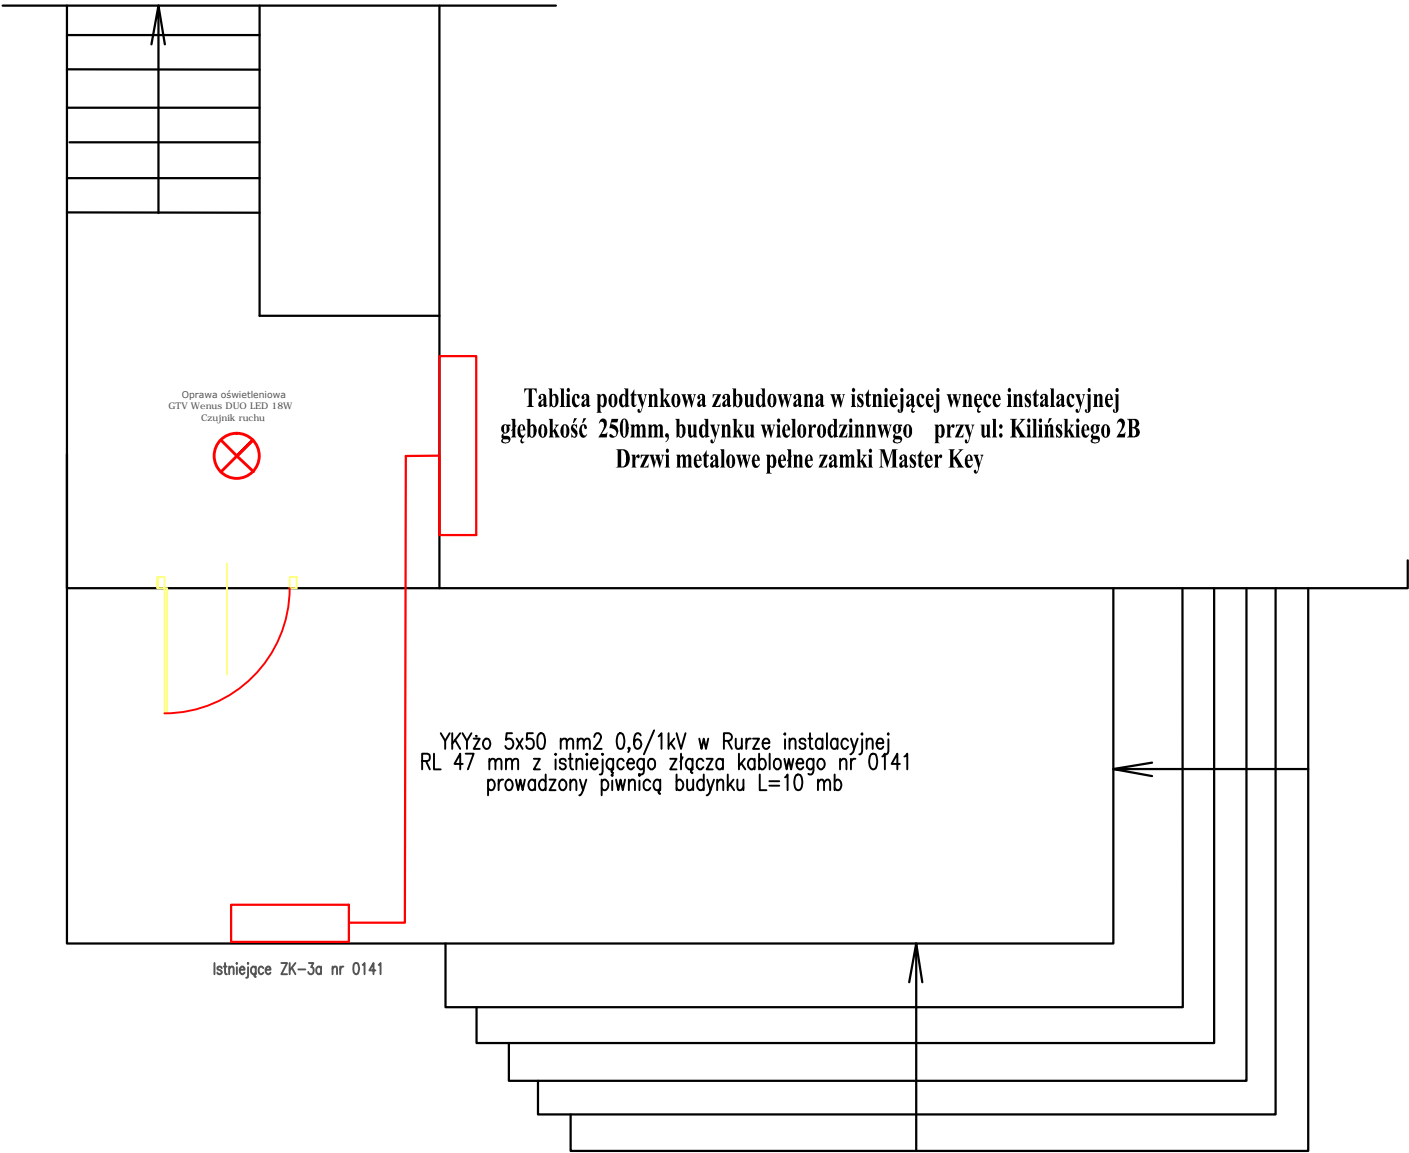 Oprawa oświetleniowa
GTV Wenus DUO LED 18W
Czujnik ruchu
Tablica podtynkowa zabudowana w istniejącej wnęce instalacyjnej
głębokość 250mm, budynku wielorodzinnwgo przy ul: Kilińskiego 2B
Drzwi metalowe pełne zamki Master Key
YKYżo 5x50 mm2 0,6/1kV w Rurze instalacyjnej
RL 47 mm z istniejącego złącza kablowego nr 0141
prowadzony piwnicą budynku L=10 mb
Istniejące ZK-3a nr 0141